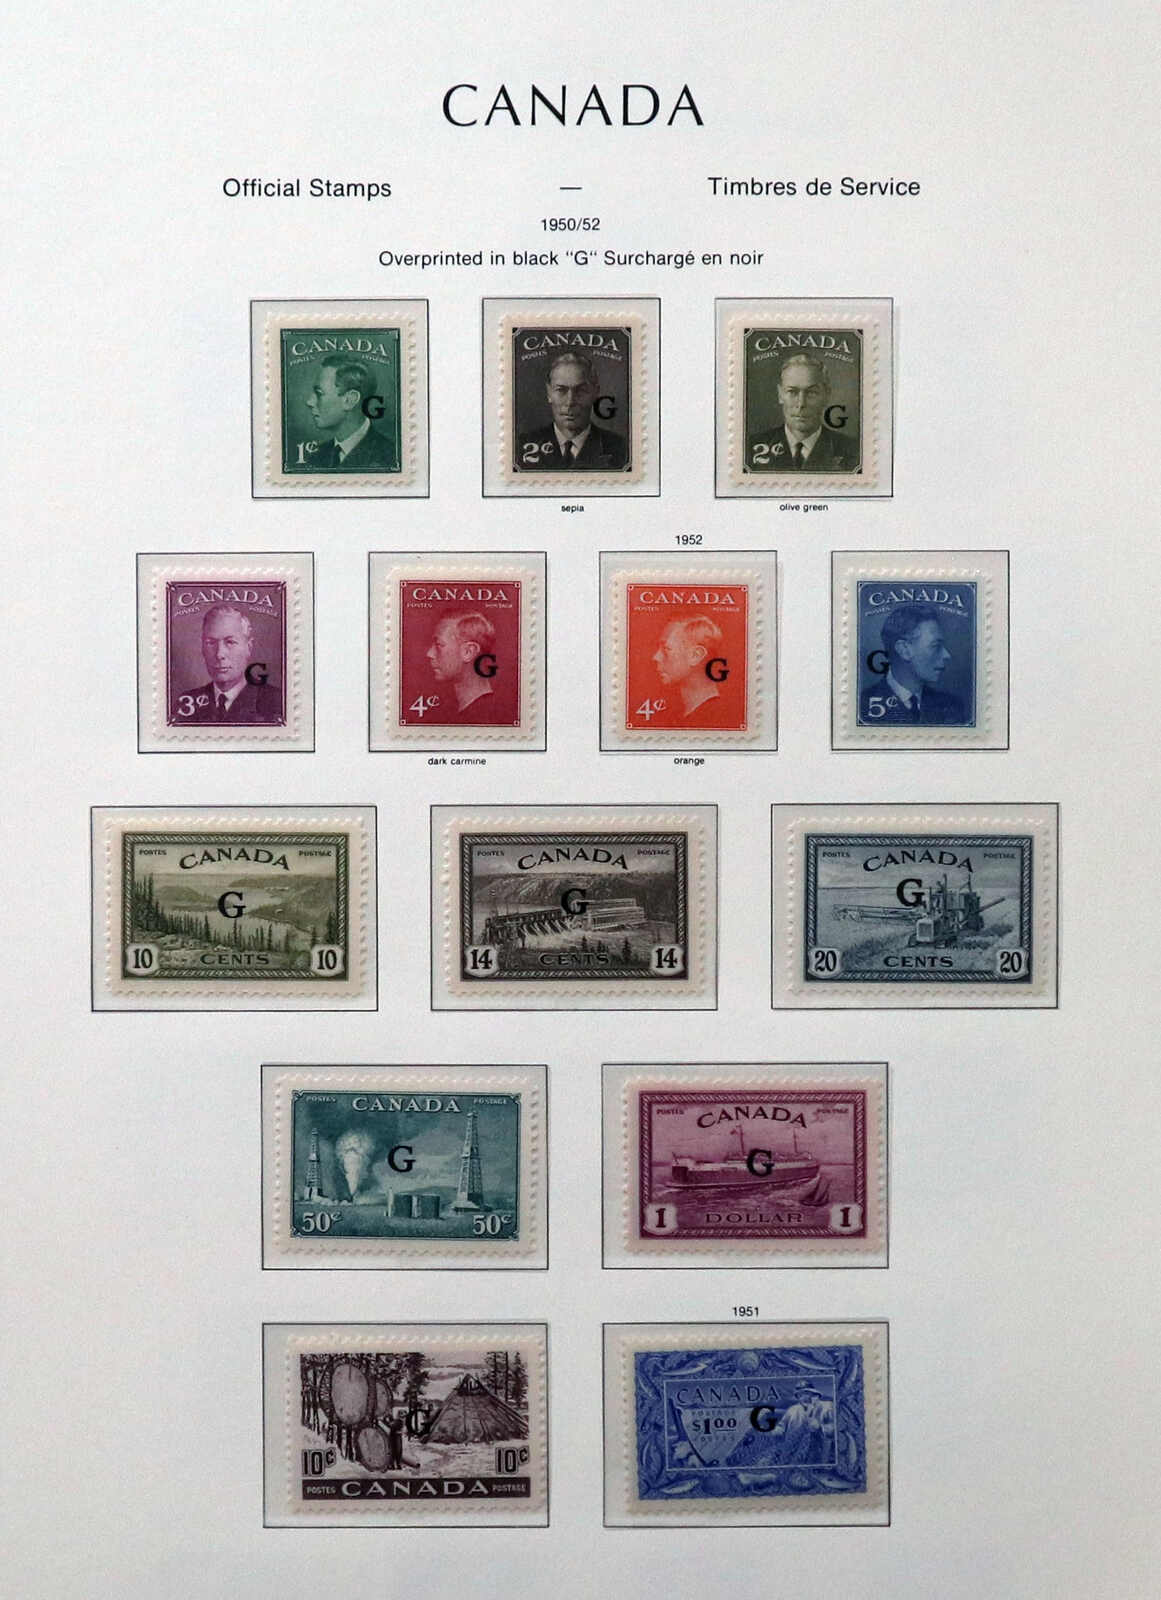 CANADA
Official Stamps — Timbres de Service
1950/52
Overprinted in black "G" Surchargé en noir
CANADA
POSTES POSTAGE
G
1¢
CANADA
POSTES POSTAGE
G
2¢
CANADA
POSTES POSTAGE
G
2¢
sepia
olive green
1952
CANADA
POSTES POSTAGE
G
3¢
CANADA
POSTES POSTAGE
G
4¢
CANADA
POSTES POSTAGE
G
4¢
CANADA
POSTES POSTAGE
G
5¢
dark carmine
orange
POSTES CANADA POSTAGE
G
10 CENTS 10
POSTES CANADA POSTAGE
G
14 CENTS 14
POSTES CANADA POSTAGE
G
20 CENTS 20
POSTES CANADA POSTAGE
G
50¢ 50¢
POSTES CANADA POSTAGE
G
1 DOLLAR 1
1951
G
10¢ 10¢
POSTES CANADA POSTAGE
CANADA
POSTAGE
$1.00 G
POSTES